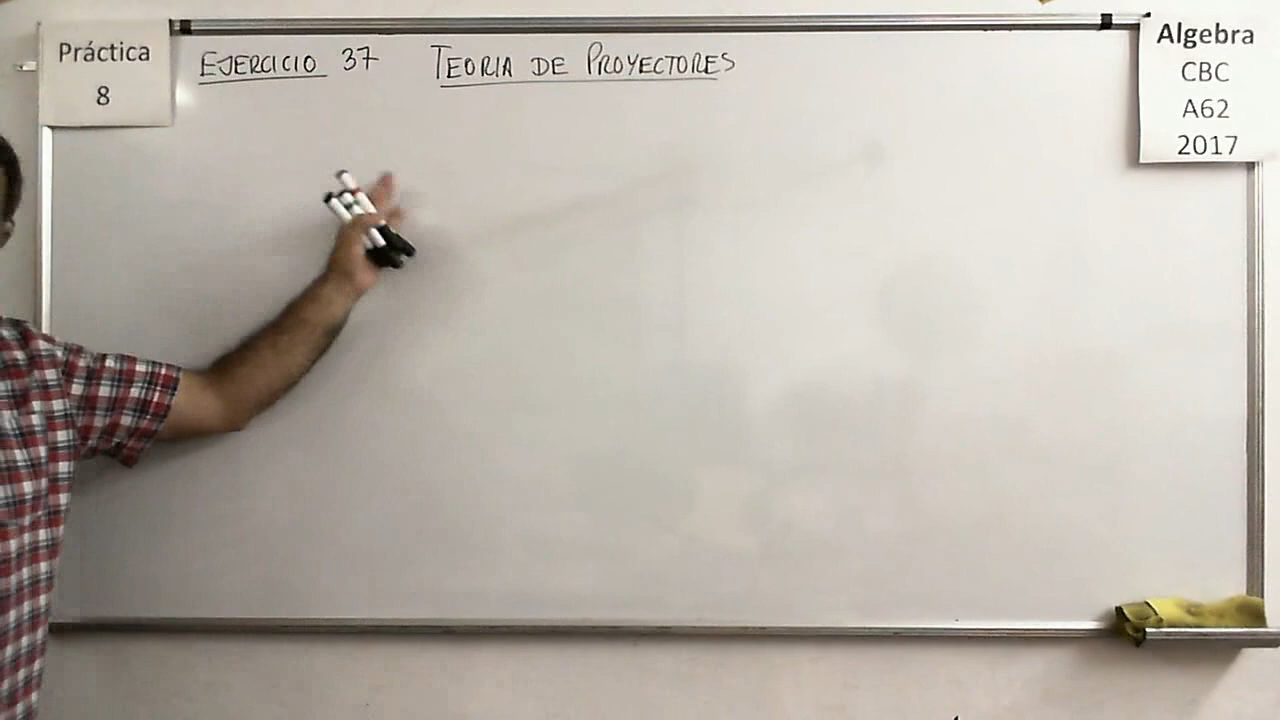 Práctica
8
EJERCICIO 37 TEORIA DE PROYECTORES
Algebra
CBC
A62
2017